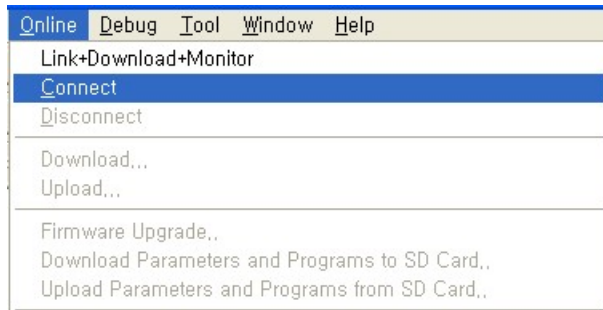 Online Debug Tool Window Help
Link+Download+Monitor
Connect
Disconnect
Download...
Upload...
Firmware Upgrade..
Download Parameters and Programs to SD Card..
Upload Parameters and Programs from SD Card..